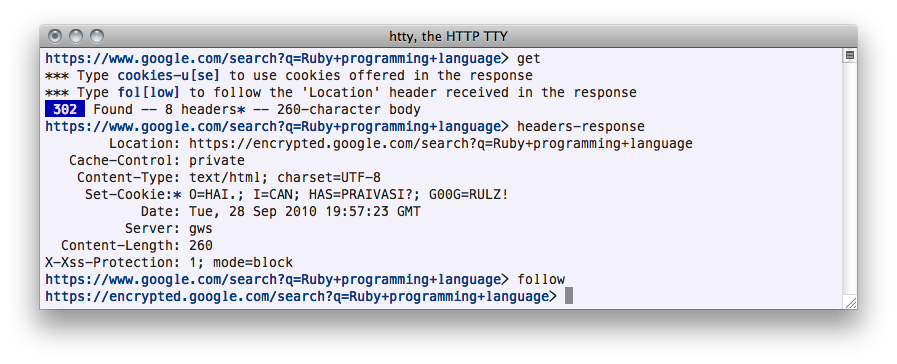 htty, the HTTP TTY
https://www.google.com/search?q=Ruby+programming+language> get
*** Type cookies-u[se] to use cookies offered in the response
*** Type fol[low] to follow the 'Location' header received in the response
302 Found -- 8 headers* -- 260-character body
https://www.google.com/search?q=Ruby+programming+language> headers-response
Location: https://encrypted.google.com/search?q=Ruby+programming+language
Cache-Control: private
Content-Type: text/html; charset=UTF-8
Set-Cookie:* O=HAI.; I=CAN; HAS=PRAIVASI?; G00G=RULZ!
Date: Tue, 28 Sep 2010 19:57:23 GMT
Server: gws
Content-Length: 260
X-Xss-Protection: 1; mode=block
https://www.google.com/search?q=Ruby+programming+language> follow
https://encrypted.google.com/search?q=Ruby+programming+language>